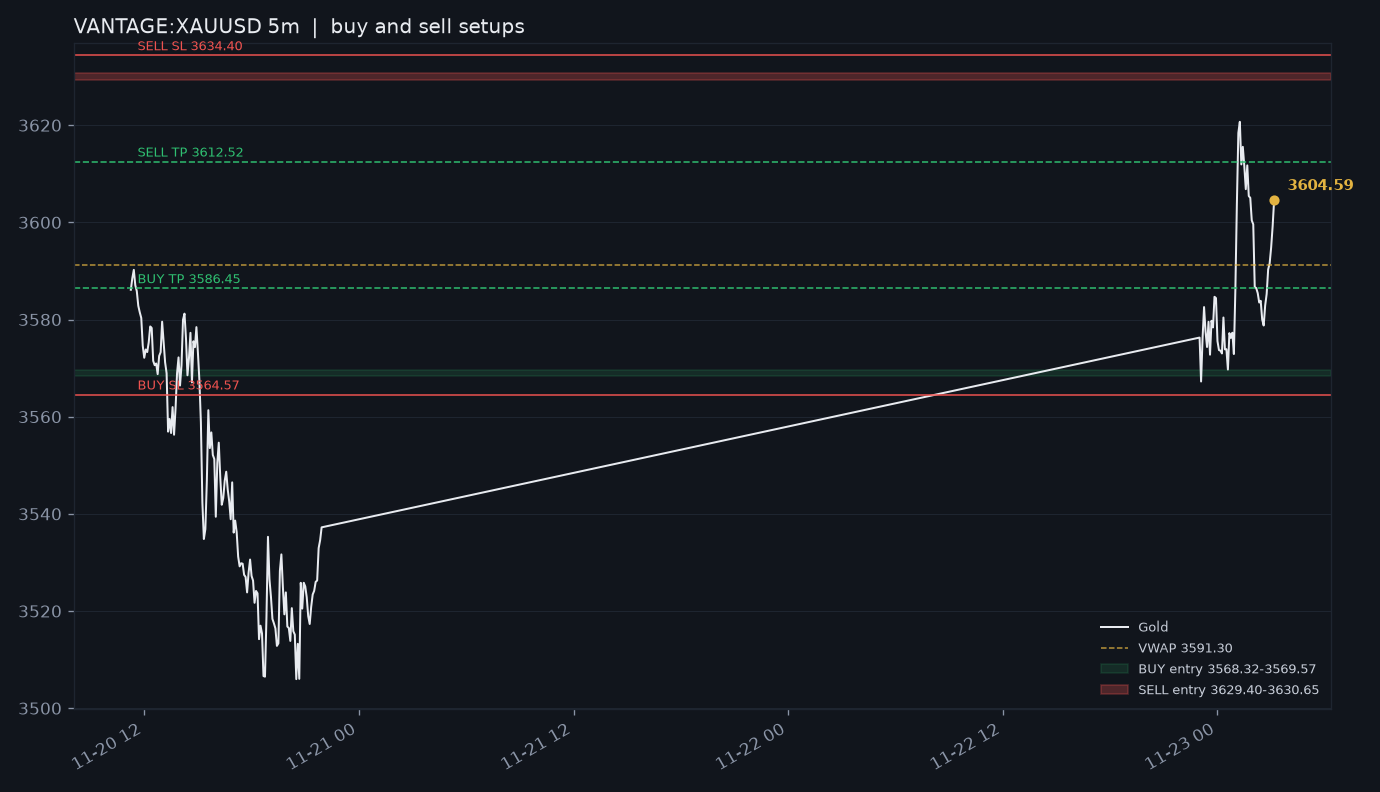 VANTAGE:XAUUSD 5m | buy and sell setups
SELL SL 3634.40
3620
SELL TP 3612.52
3604.59
3600
BUY TP 3586.45
3580
BUY SL 3564.57
3560
3540
3520
3500
Gold
VWAP 3591.30
BUY entry 3568.32-3569.57
SELL entry 3629.40-3630.65
11-20 12
11-21 00
11-21 12
11-22 00
11-22 12
11-23 00